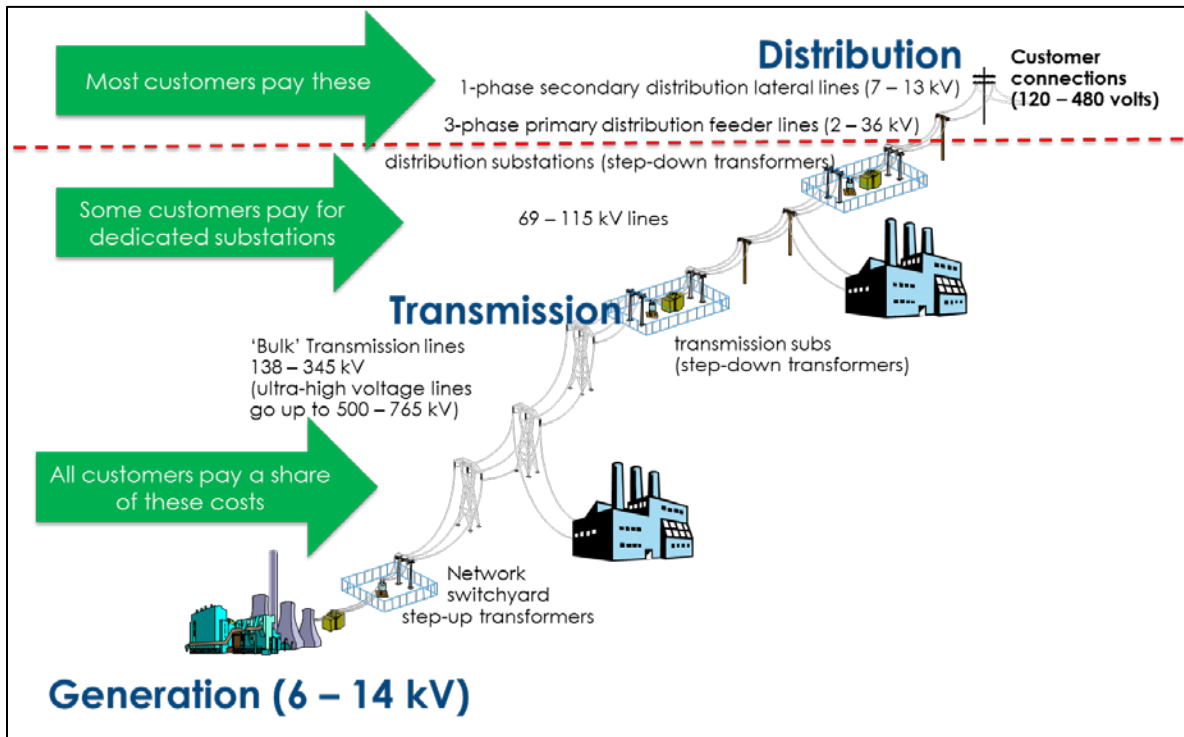 Most customers pay these
Distribution
1-phase secondary distribution lateral lines (7 – 13 kV)
Customer
connections
(120 – 480 volts)
3-phase primary distribution feeder lines (2 – 36 kV)
distribution substations (step-down transformers)
Some customers pay for
dedicated substations
69 – 115 kV lines
Transmission
'Bulk' Transmission lines
138 – 345 kV
(ultra-high voltage lines
go up to 500 – 765 kV)
transmission subs
(step-down transformers)
All customers pay a share
of these costs
Network
switchyard
step-up transformers
Generation (6 – 14 kV)